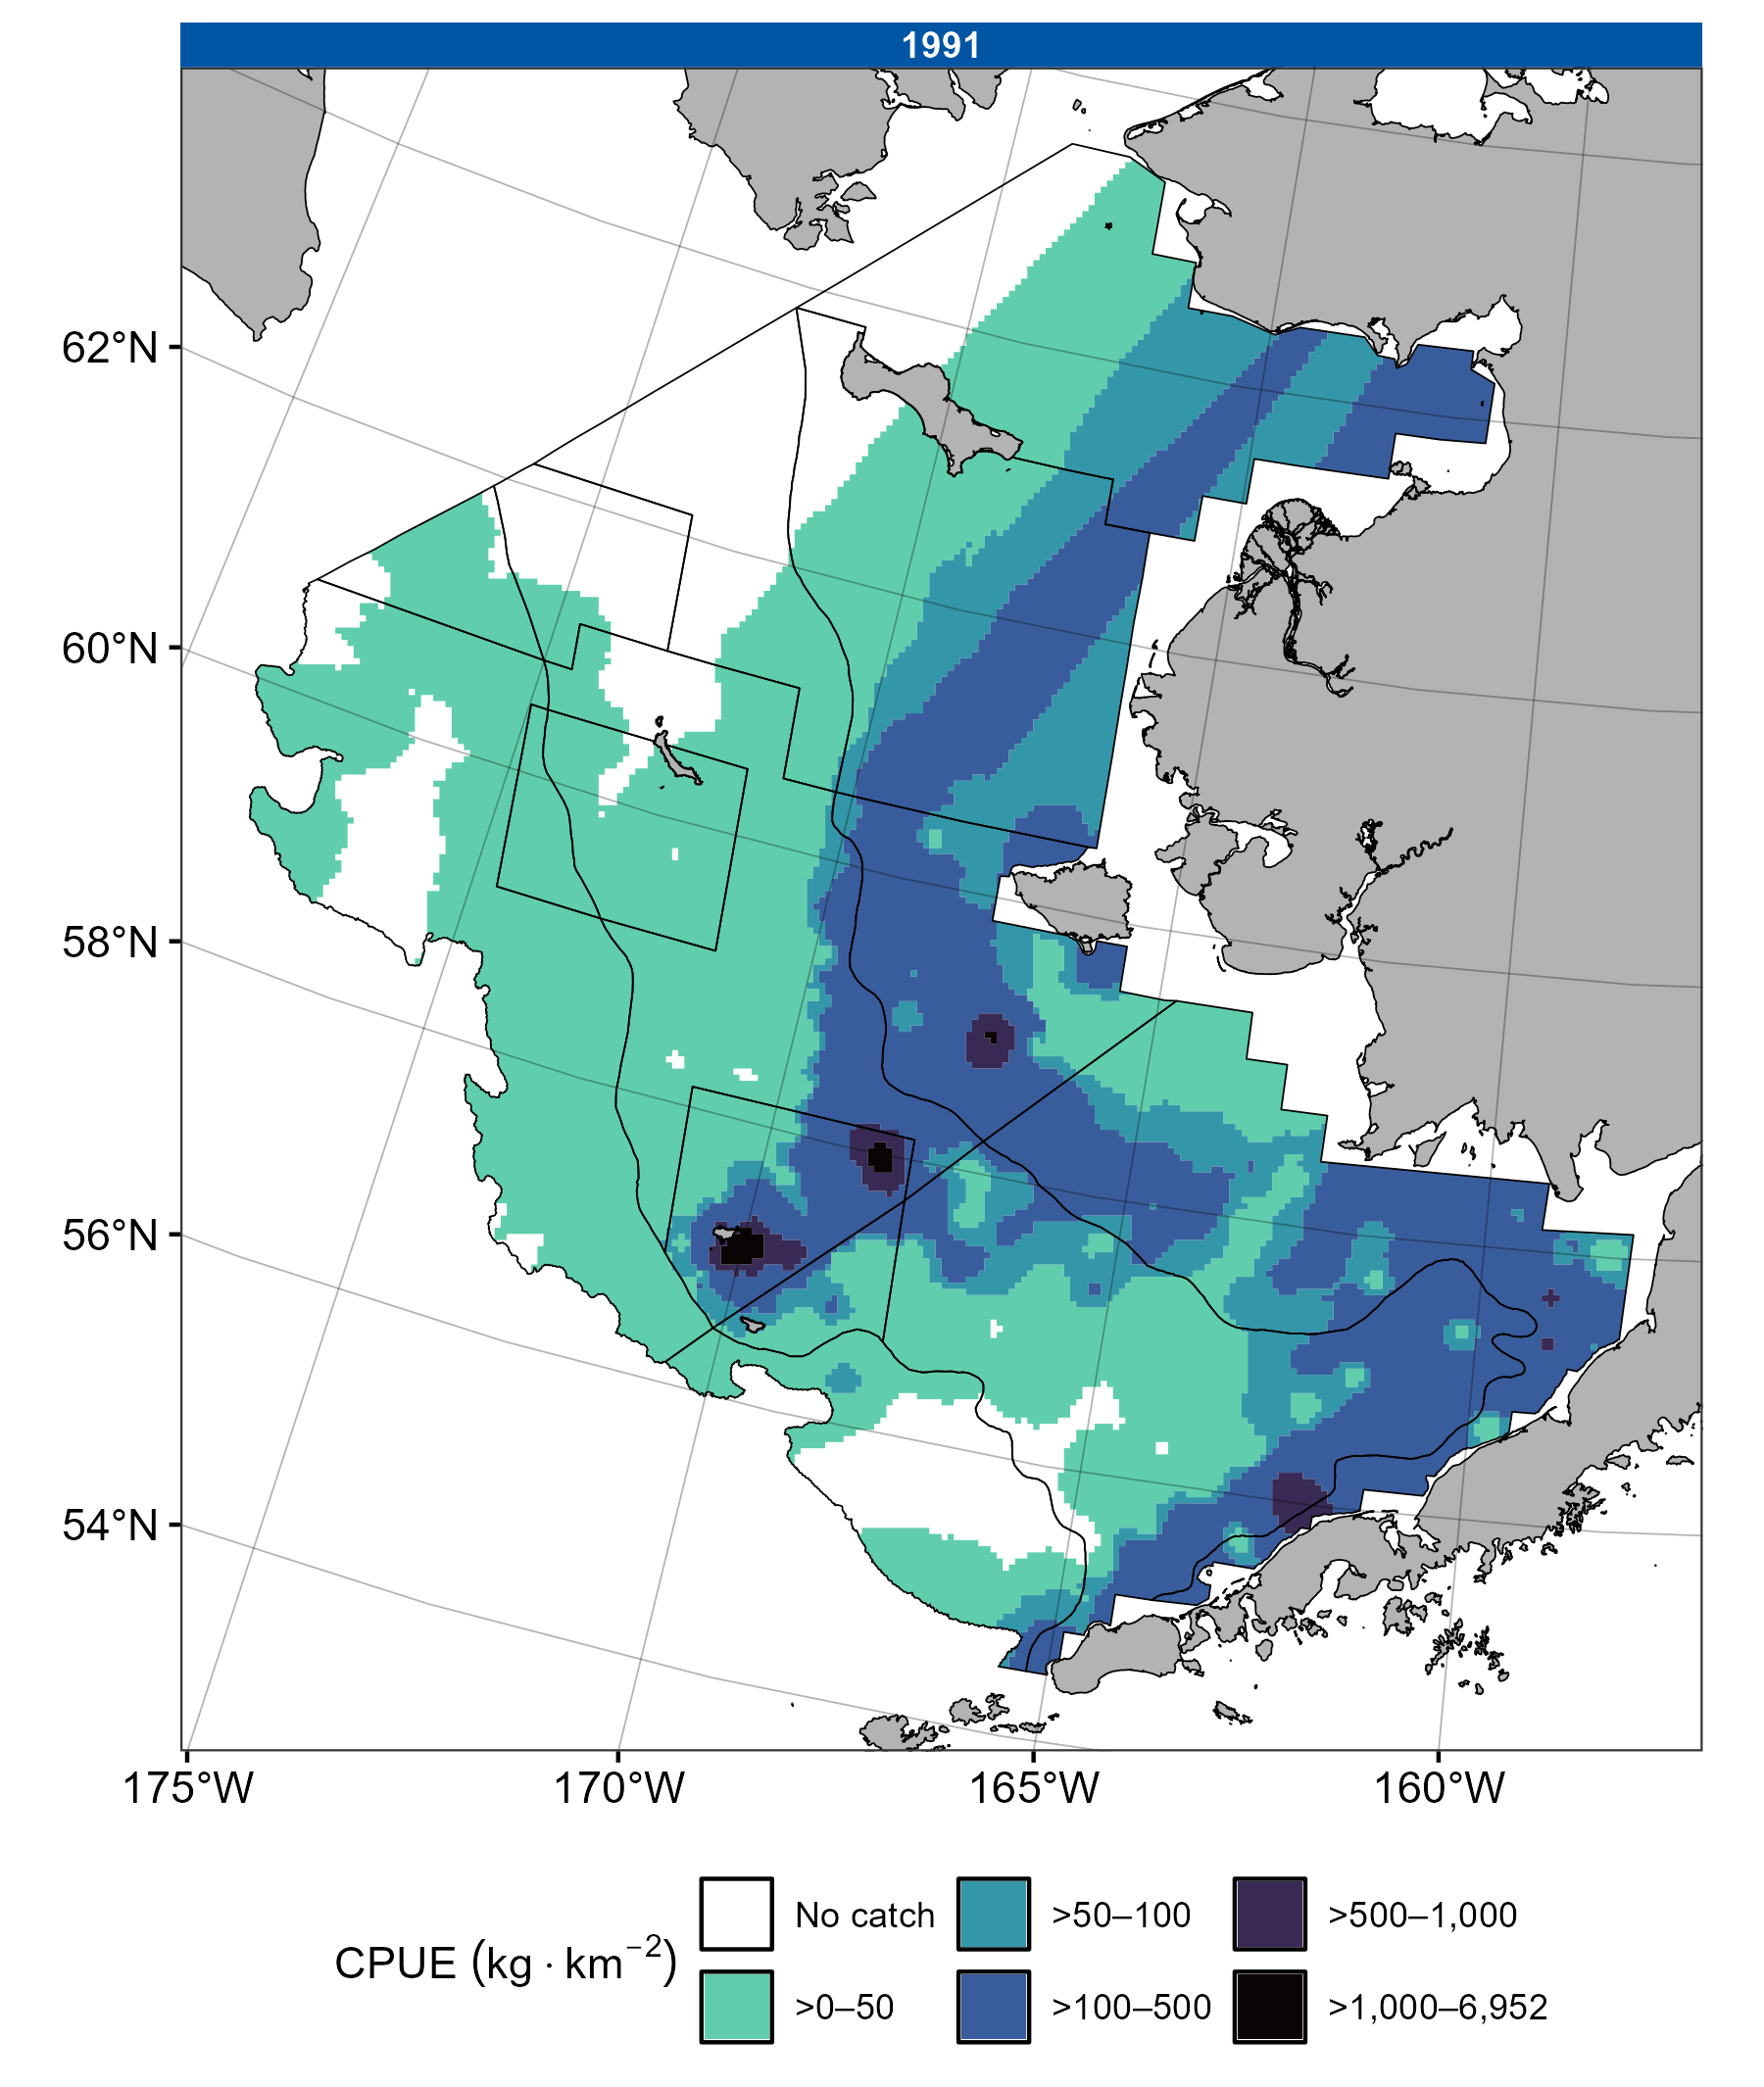 1991
62°N
60°N
58°N
56°N
54°N
175°W 170°W 165°W 160°W
CPUE (kg · km⁻²)
No catch >50–100 >500–1,000
>0–50 >100–500 >1,000–6,952